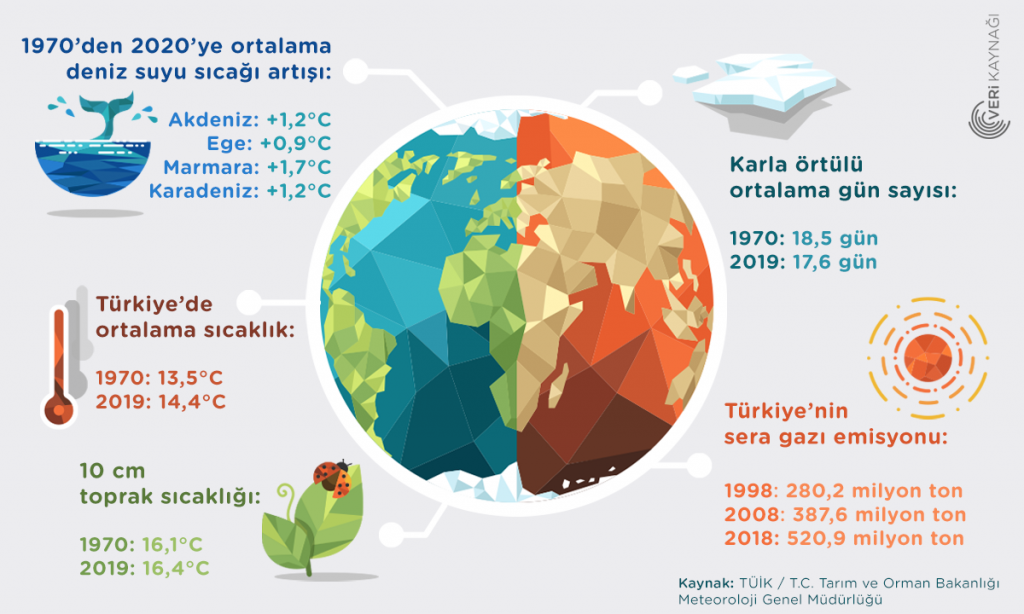 1970’den 2020’ye ortalama
deniz suyu sıcağı artışı:
Akdeniz: +1,2°C
Ege: +0,9°C
Marmara: +1,7°C
Karadeniz: +1,2°C
VERİ KAYNAĞI
Karla örtülü
ortalama gün sayısı:
1970: 18,5 gün
2019: 17,6 gün
Türkiye’de
ortalama sıcaklık:
1970: 13,5°C
2019: 14,4°C
Türkiye’nin
sera gazı emisyonu:
1998: 280,2 milyon ton
2008: 387,6 milyon ton
2018: 520,9 milyon ton
10 cm
toprak sıcaklığı:
1970: 16,1°C
2019: 16,4°C
Kaynak: TÜİK / T.C. Tarım ve Orman Bakanlığı
Meteoroloji Genel Müdürlüğü